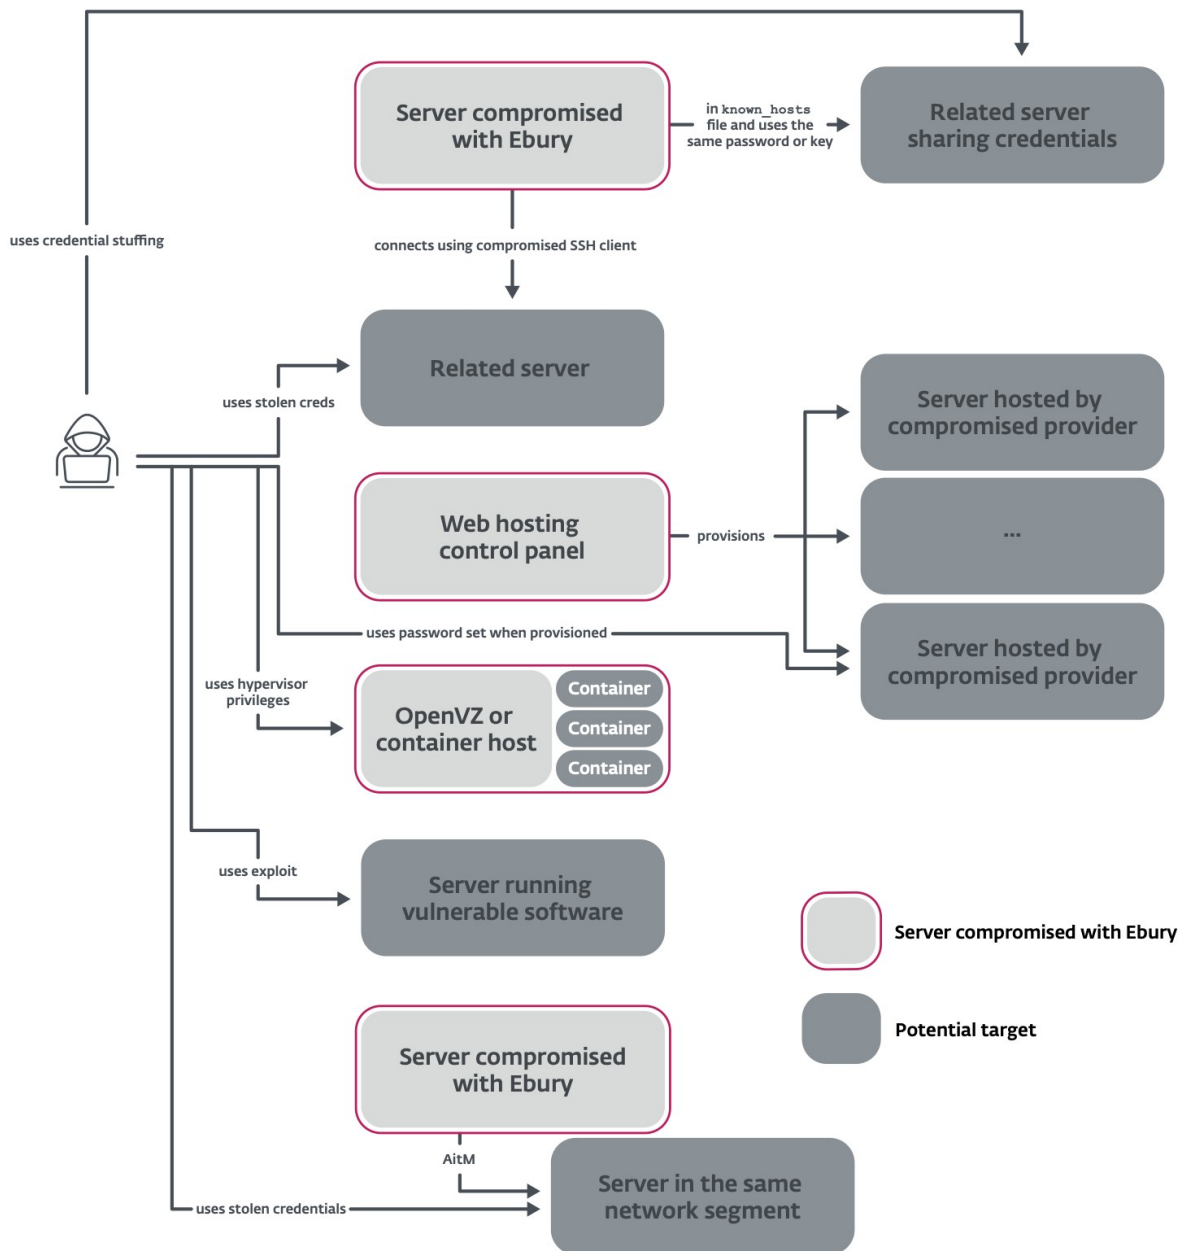 Server compromised
with Ebury
in known_hosts
file and uses the
same password or key
Related server
sharing credentials
uses credential stuffing
connects using compromised SSH client
Related server
uses stolen creds
Server hosted by
compromised provider
Web hosting
control panel
provisions
...
uses password set when provisioned
Server hosted by
compromised provider
uses hypervisor
privileges
OpenVZ or
container host
Container
Container
Container
uses exploit
Server running
vulnerable software
Server compromised with Ebury
Potential target
Server compromised
with Ebury
AitM
Server in the same
network segment
uses stolen credentials